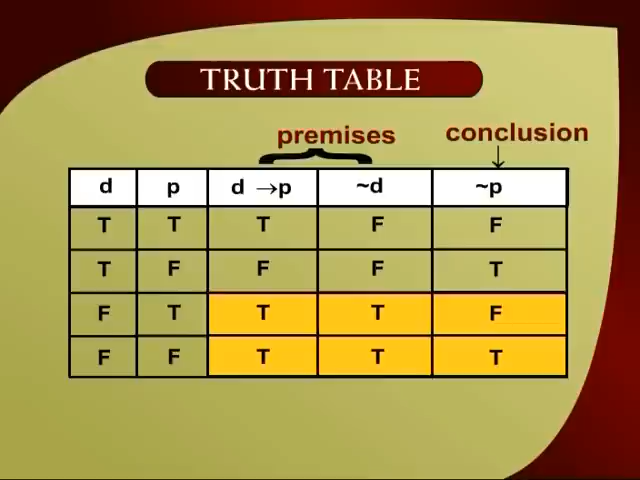 TRUTH TABLE
premises conclusion
d p d →p ~d ~p
T T T F F
T F F F T
F T T T F
F F T T T